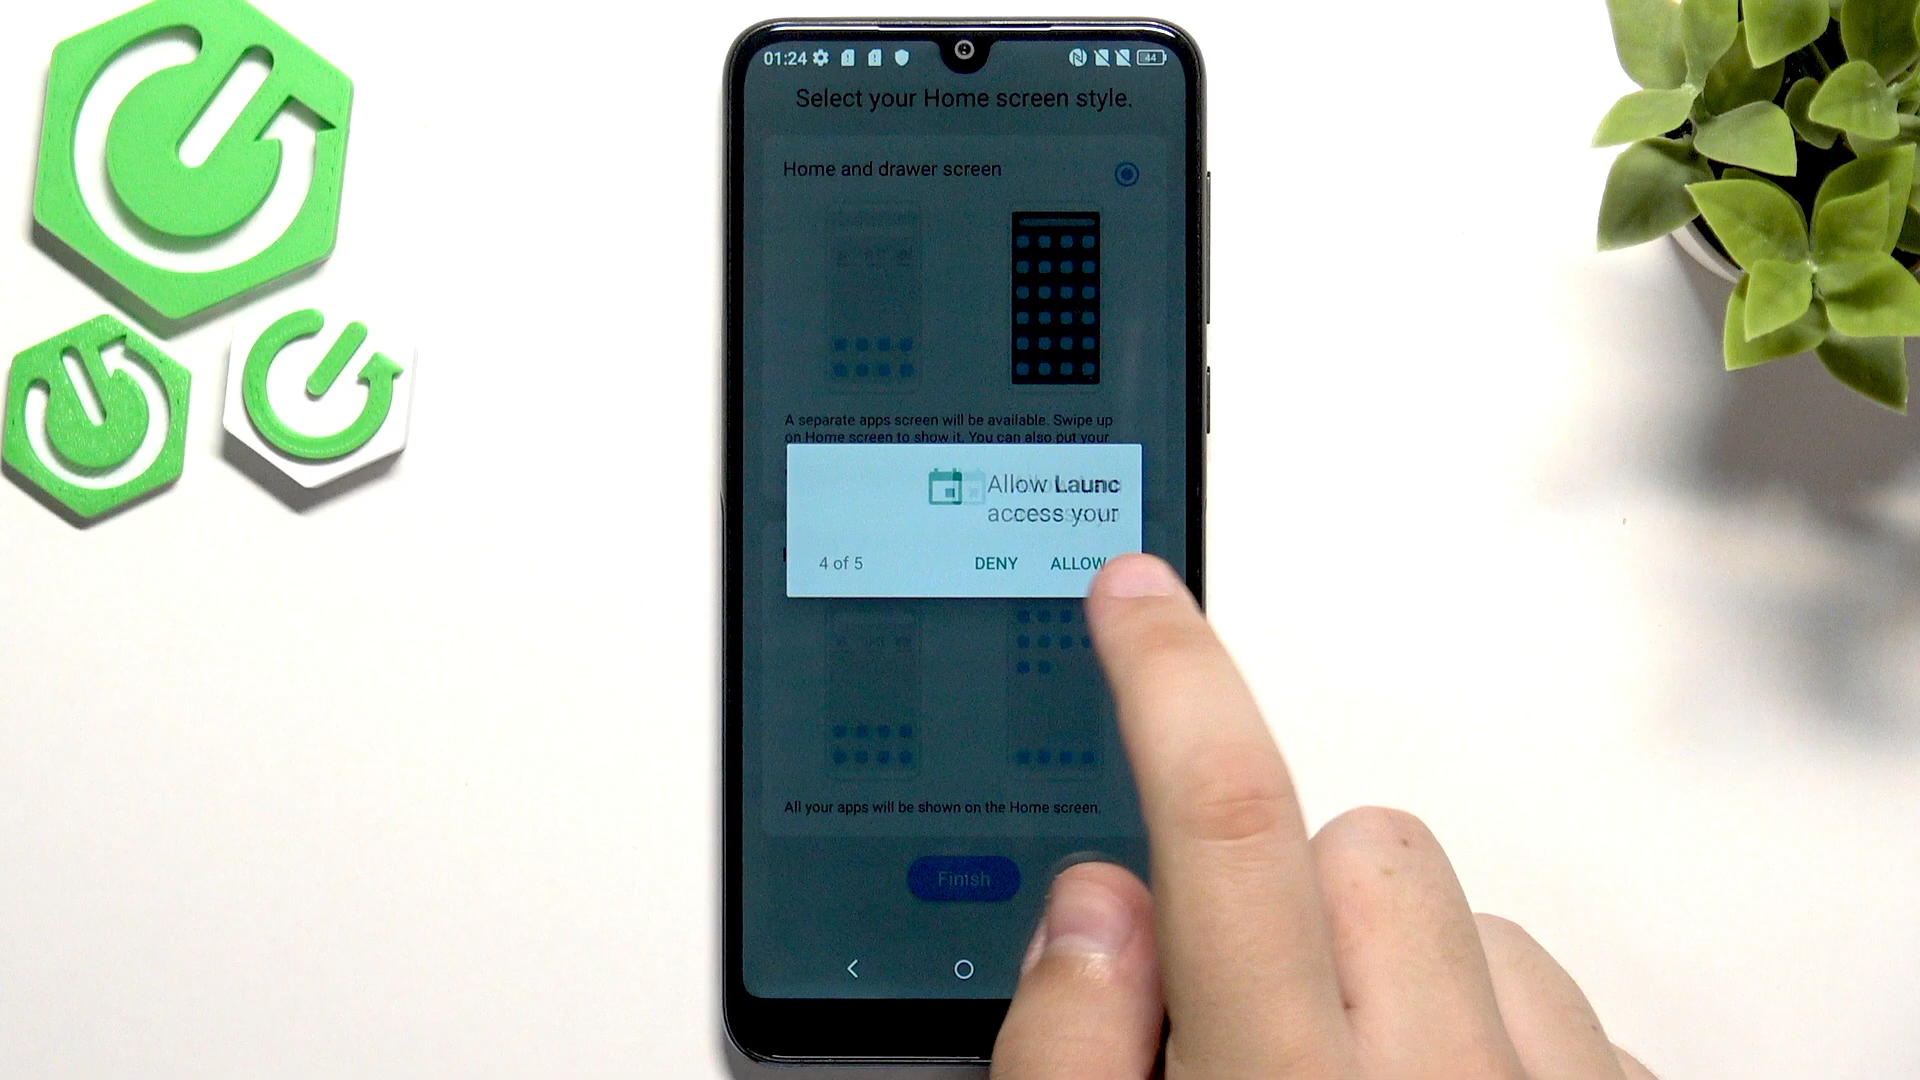 01:24
44
Select your Home screen style.
Home and drawer screen
A separate apps screen will be available. Swipe up
on Home screen to show it. You can also put your
Allow Launc
access your
4 of 5 DENY ALLOW
All your apps will be shown on the Home screen.
Finish